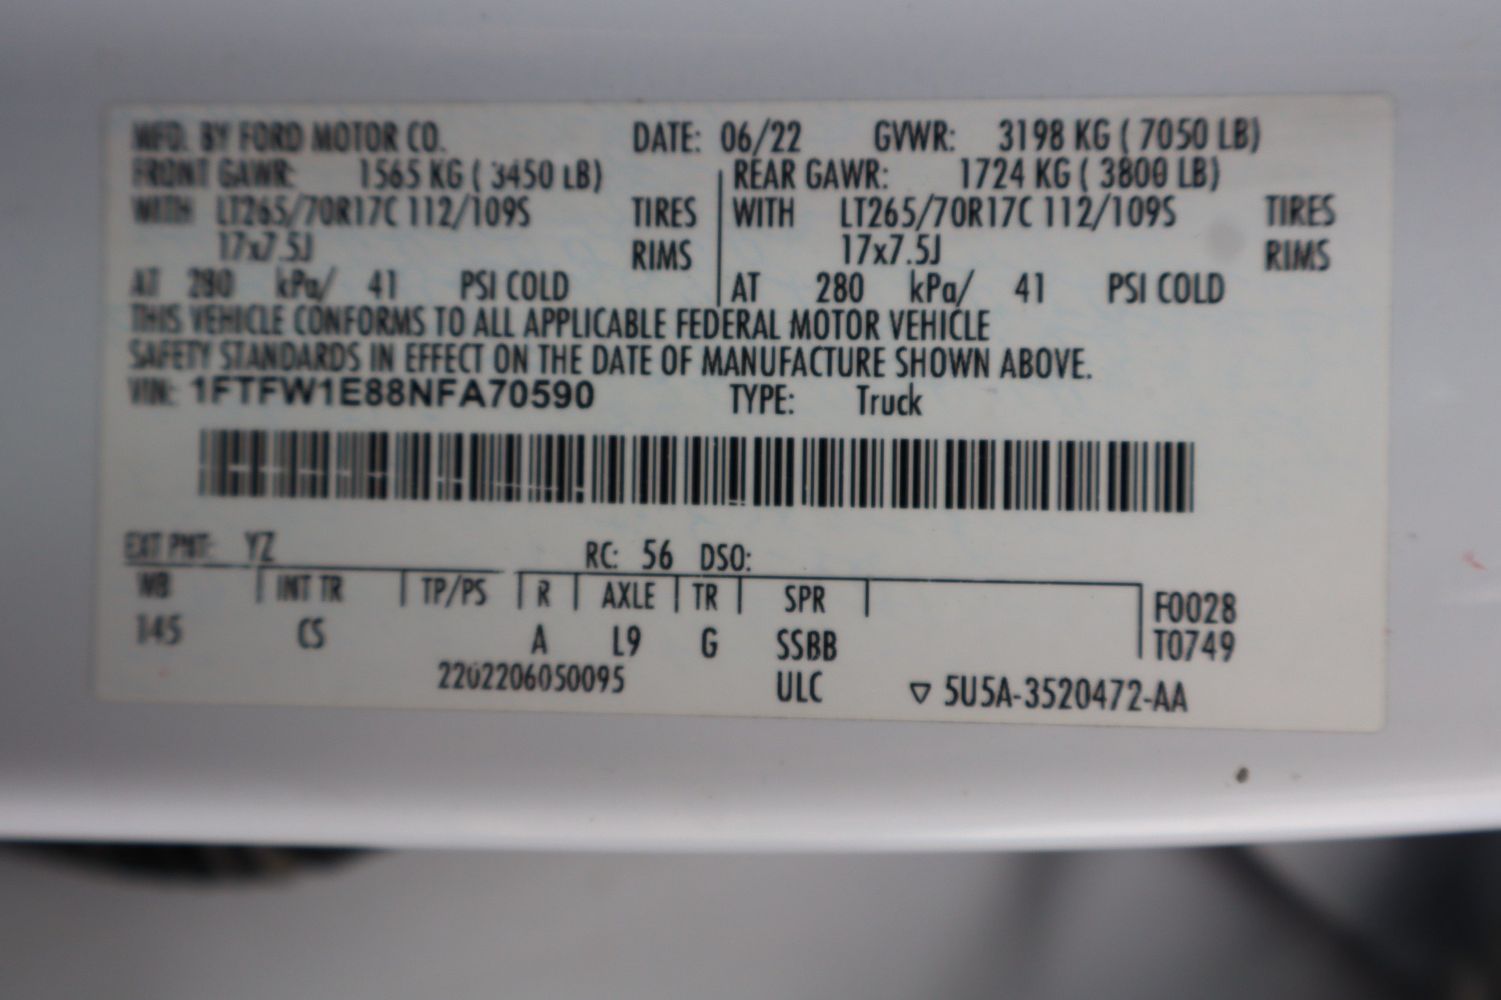 MFD. BY FORD MOTOR CO. DATE: 06/22 GVWR: 3198 KG ( 7050 LB)
FRONT GAWR: 1565 KG ( 3450 LB) REAR GAWR: 1724 KG ( 3800 LB)
WITH LT265/70R17C 112/109S TIRES WITH LT265/70R17C 112/109S TIRES
17x7.5J RIMS 17x7.5J RIMS
AT 280 kPa/ 41 PSI COLD AT 280 kPa/ 41 PSI COLD
THIS VEHICLE CONFORMS TO ALL APPLICABLE FEDERAL MOTOR VEHICLE
SAFETY STANDARDS IN EFFECT ON THE DATE OF MANUFACTURE SHOWN ABOVE.
VIN: 1FTFW1E88NFA70590 TYPE: Truck
EXT PNT: YZ RC: 56 DSO:
WB INT TR TP/PS R AXLE TR SPR F0028
145 CS A L9 G SSBB T0749
2202206050095 ULC ▽ 5U5A-3520472-AA